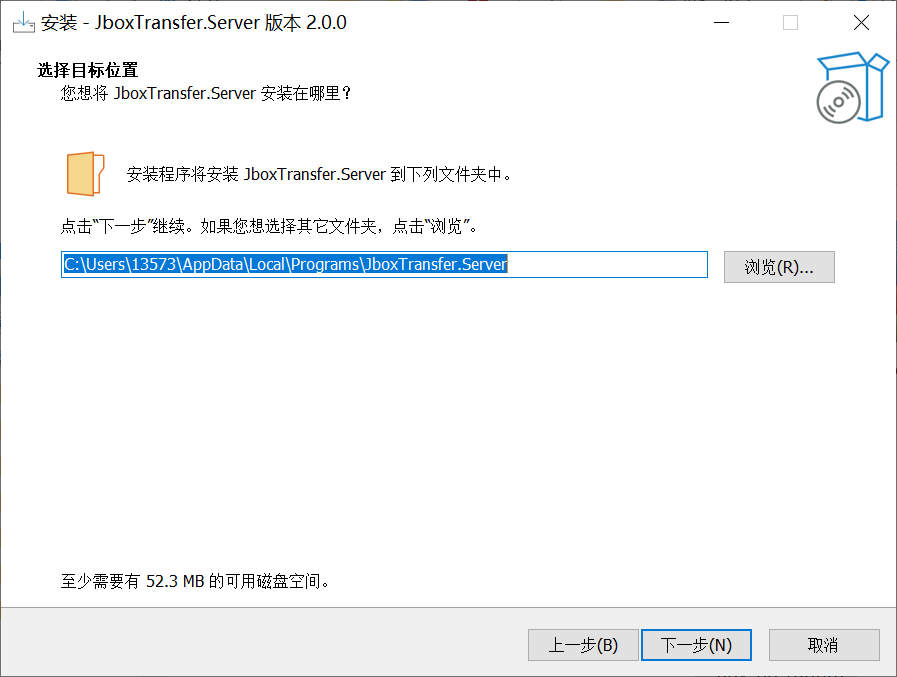 安装 - JboxTransfer.Server 版本 2.0.0
选择目标位置
您想将 JboxTransfer.Server 安装在哪里？
安装程序将安装 JboxTransfer.Server 到下列文件夹中。
点击“下一步”继续。如果您想选择其它文件夹，点击“浏览”。
C:\Users\13573\AppData\Local\Programs\JboxTransfer.Server
浏览(R)...
至少需要有 52.3 MB 的可用磁盘空间。
上一步(B)
下一步(N)
取消